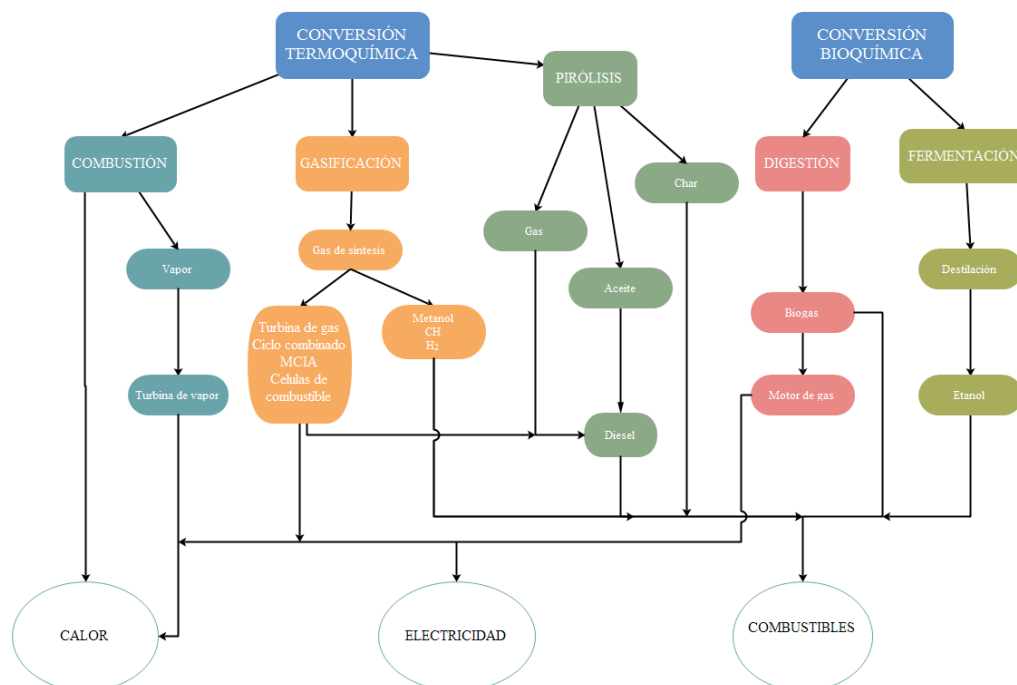 CONVERSIÓN
TERMOQUÍMICA
CONVERSIÓN
BIOQUÍMICA
PIRÓLISIS
COMBUSTIÓN
GASIFICACIÓN
DIGESTIÓN
FERMENTACIÓN
Char
Gas
Gas de síntesis
Vapor
Destilación
Aceite
Biogas
Metanol
CH
H₂
Turbina de gas
Ciclo combinado
MCIA
Celulas de
combustible
Turbina de vapor
Motor de gas
Etanol
Diesel
CALOR
ELECTRICIDAD
COMBUSTIBLES